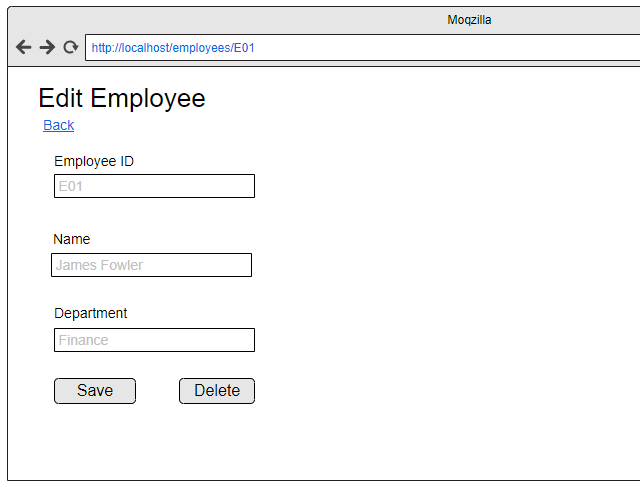 Moqzilla
http://localhost/employees/E01
Edit Employee
Back
Employee ID
E01
Name
James Fowler
Department
Finance
Save Delete